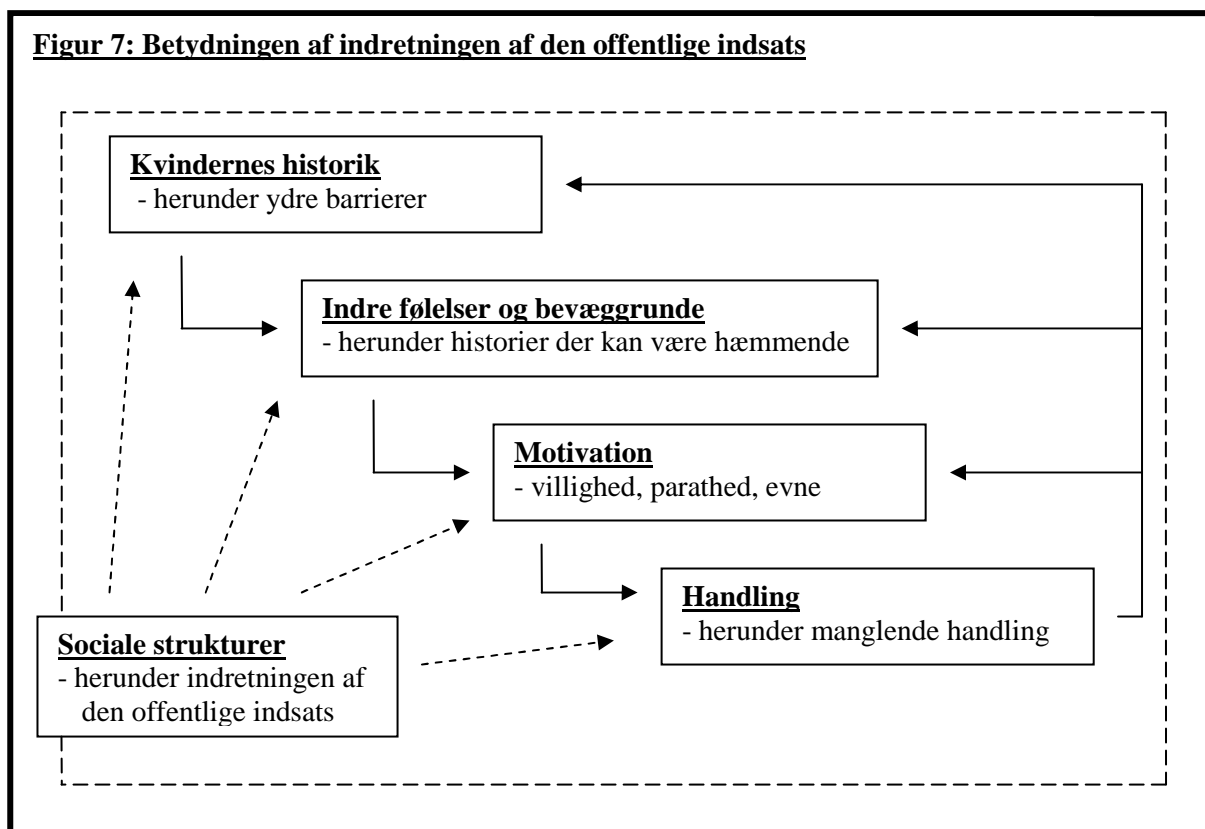 Figur 7: Betydningen af indretningen af den offentlige indsats
Kvindernes historik
- herunder ydre barrierer
Indre følelser og bevæggrunde
- herunder historier der kan være hæmmende
Motivation
- villighed, parathed, evne
Handling
- herunder manglende handling
Sociale strukturer
- herunder indretningen af
den offentlige indsats